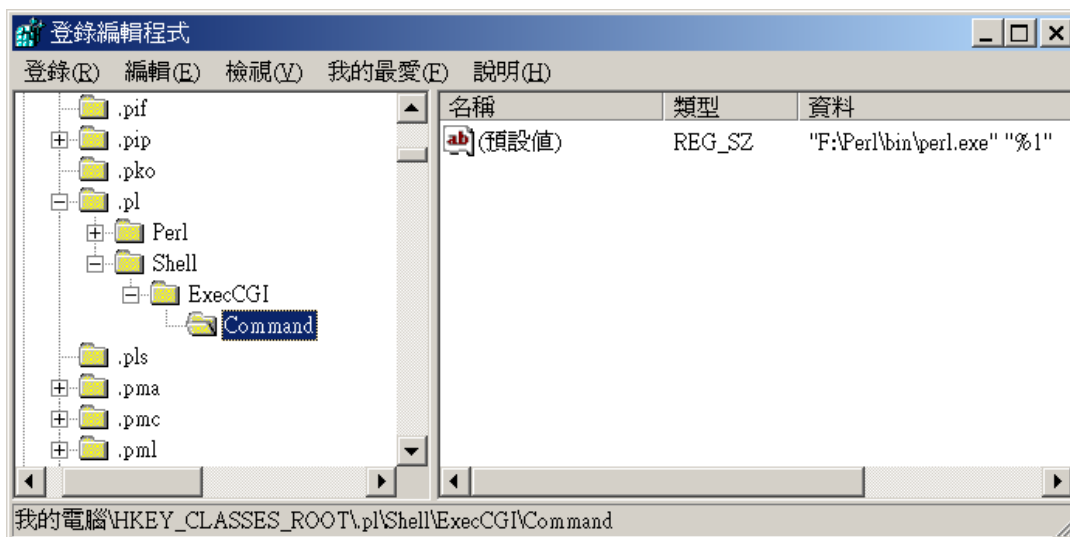 登錄編輯程式
登錄(R) 編輯(E) 檢視(V) 我的最愛(F) 說明(H)
.pif
.pip
.pko
.pl
Perl
Shell
ExecCGI
Command
.pls
.pma
.pmc
.pml
名稱 類型 資料
ab (預設值) REG_SZ "F:\Perl\bin\perl.exe" "%1"
我的電腦\HKEY_CLASSES_ROOT\.pl\Shell\ExecCGI\Command